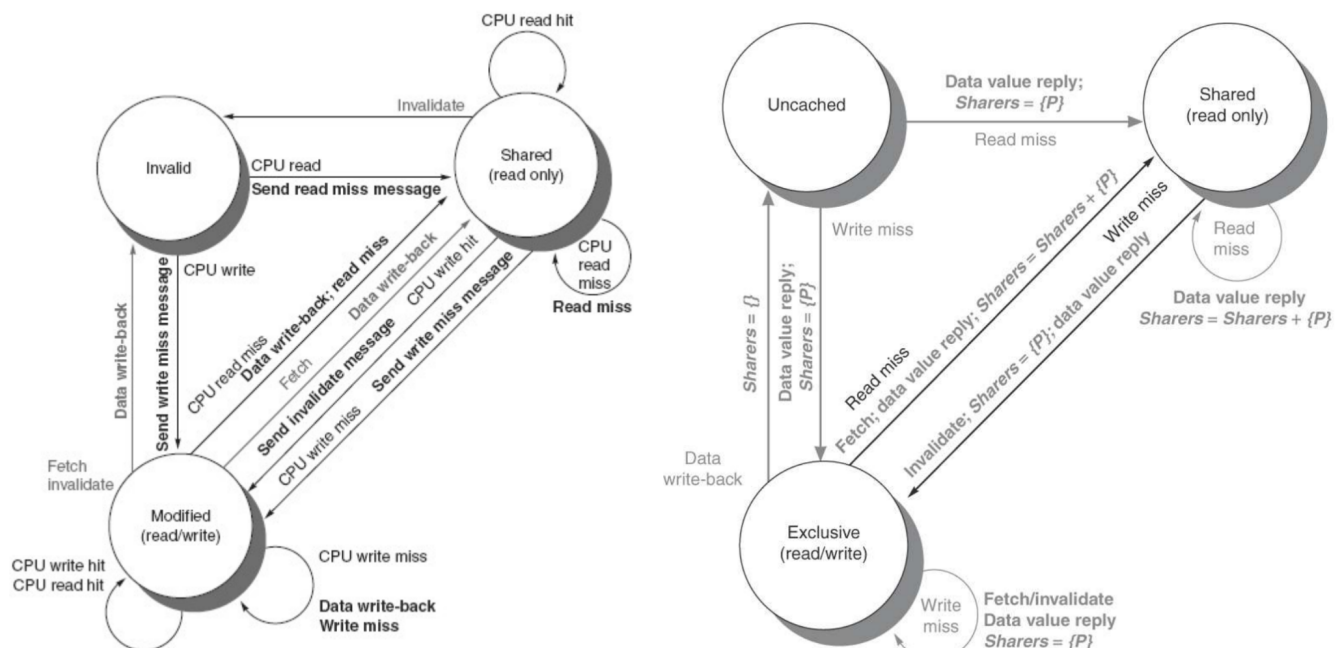 CPU read hit
Invalidate
Invalid
CPU read
Send read miss message
Shared
(read only)
CPU write
Send write miss message
Data write-back
Fetch
invalidate
CPU read miss
Data write-back; read miss
Fetch
Data write-back
Send invalidate message
CPU write hit
CPU write miss
Send write miss message
CPU
read
miss
Read miss
Modified
(read/write)
CPU write hit
CPU read hit
CPU write miss
Data write-back
Write miss
Uncached
Data value reply;
Sharers = {P}
Read miss
Shared
(read only)
Write miss
Data value reply;
Sharers = {P}
Sharers = {}
Data
write-back
Read miss
Fetch; data value reply; Sharers = Sharers + {P}
Write miss
Invalidate; Sharers = {P}; data value reply
Read
miss
Data value reply
Sharers = Sharers + {P}
Exclusive
(read/write)
Write
miss
Fetch/invalidate
Data value reply
Sharers = {P}